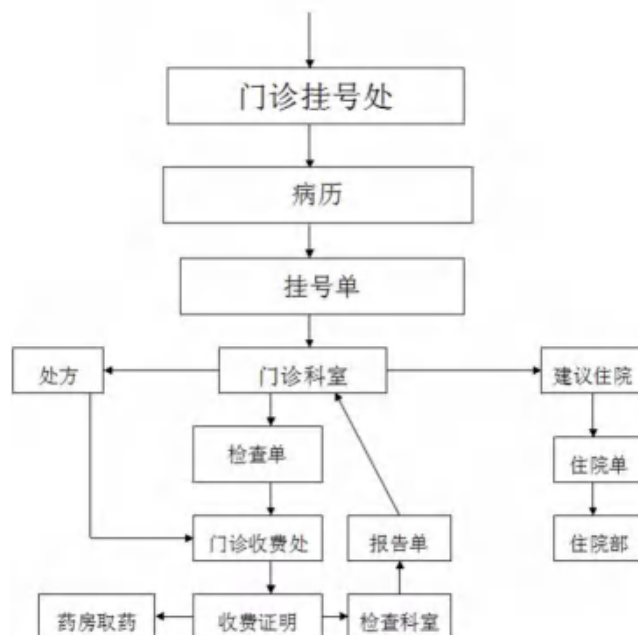 门诊挂号处
病历
挂号单
处方
门诊科室
建议住院
检查单
住院单
门诊收费处
报告单
住院部
药房取药
收费证明
检查科室